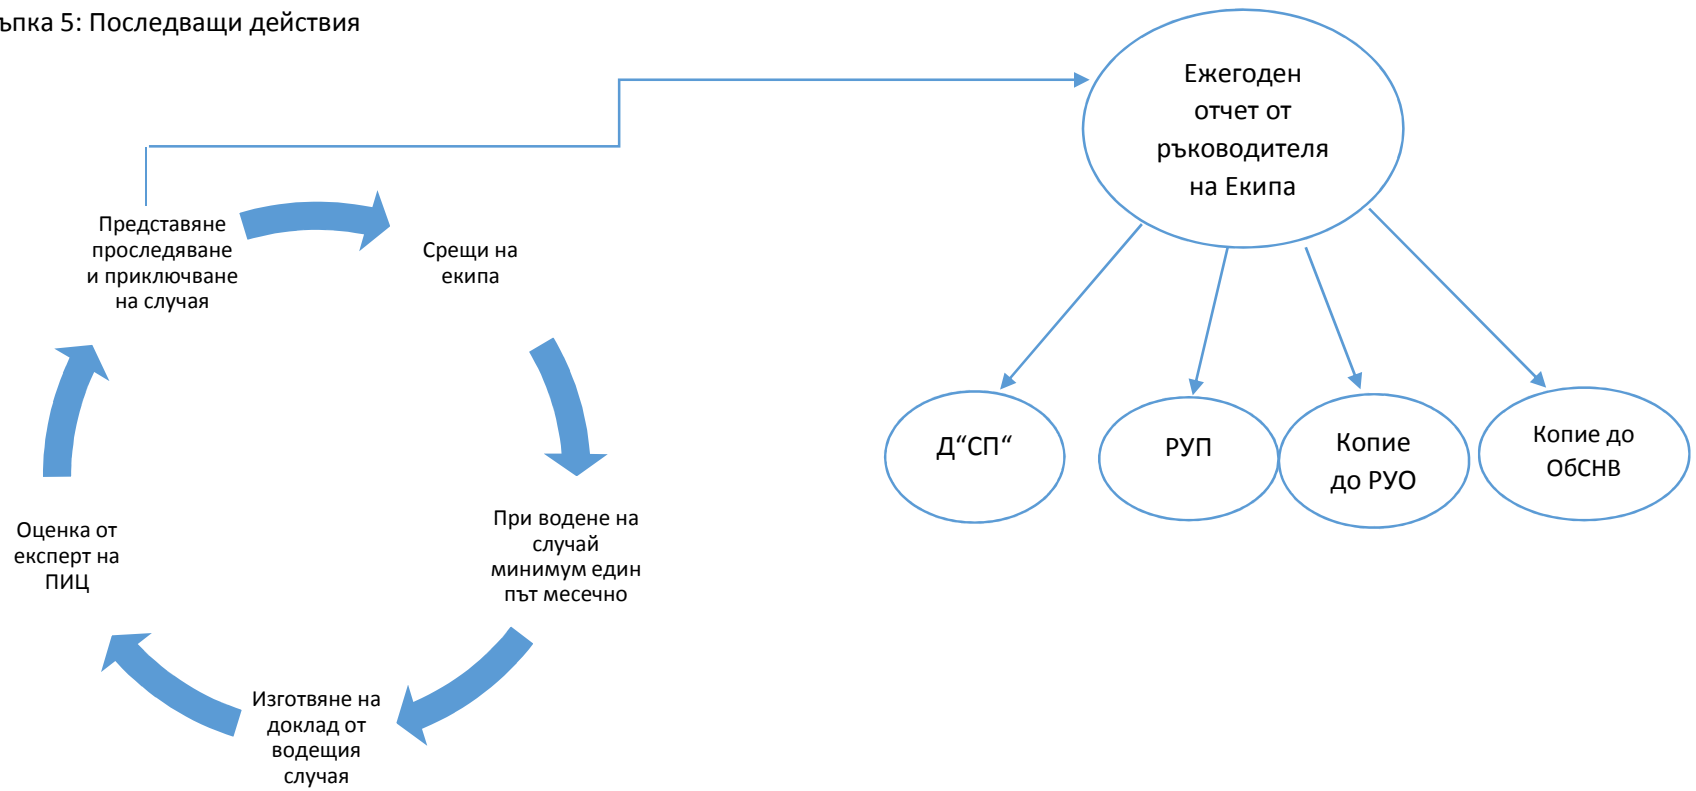 ъпка 5: Последващи действия
Ежегоден
отчет от
ръководителя
на Екипа
Представяне
проследяване
и приключване
на случая
Срещи на
екипа
При водене на
случай
минимум един
път месечно
Изготвяне на
доклад от
водещия
случая
Оценка от
експерт на
ПИЦ
Д“СП“
РУП
Копие
до РУО
Копие до
ОбСНВ